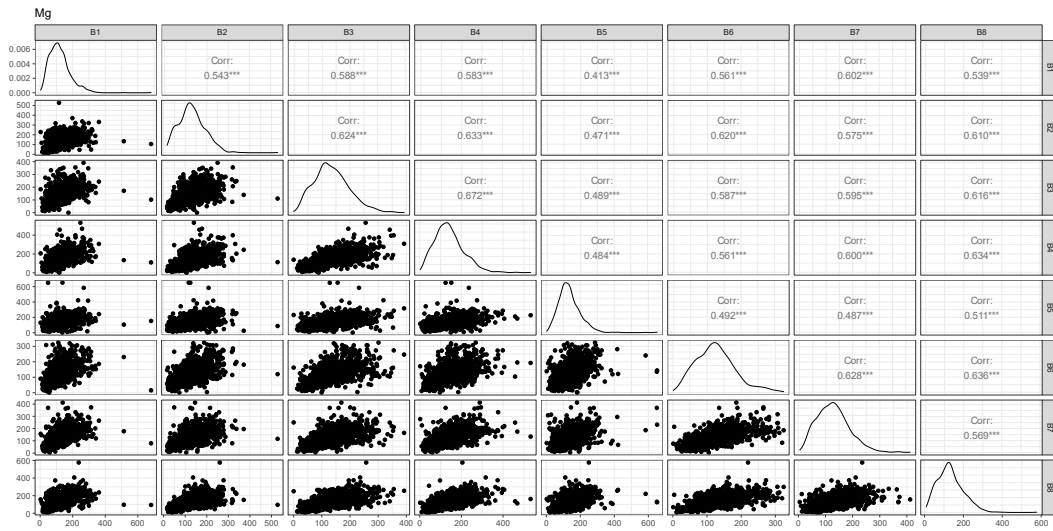 Mg
B1 B2 B3 B4 B5 B6 B7 B8
0.006
0.004
0.002
0.000
Corr:
0.543***
Corr:
0.588***
Corr:
0.583***
Corr:
0.413***
Corr:
0.561***
Corr:
0.602***
Corr:
0.539***
B1
500
400
300
200
100
0
Corr:
0.624***
Corr:
0.633***
Corr:
0.471***
Corr:
0.620***
Corr:
0.575***
Corr:
0.610***
B2
400
300
200
100
0
Corr:
0.672***
Corr:
0.489***
Corr:
0.587***
Corr:
0.595***
Corr:
0.616***
B3
400
200
0
Corr:
0.484***
Corr:
0.561***
Corr:
0.600***
Corr:
0.634***
B4
600
400
200
0
Corr:
0.492***
Corr:
0.487***
Corr:
0.511***
B5
300
200
100
0
Corr:
0.628***
Corr:
0.636***
B6
400
300
200
100
0
Corr:
0.569***
B7
600
400
200
0
B8
0 200 400 600
0 100 200 300 400 500
0 100 200 300 400
0 200 400
0 200 400 600
0 100 200 300
0 100 200 300 400
0 200 400 600